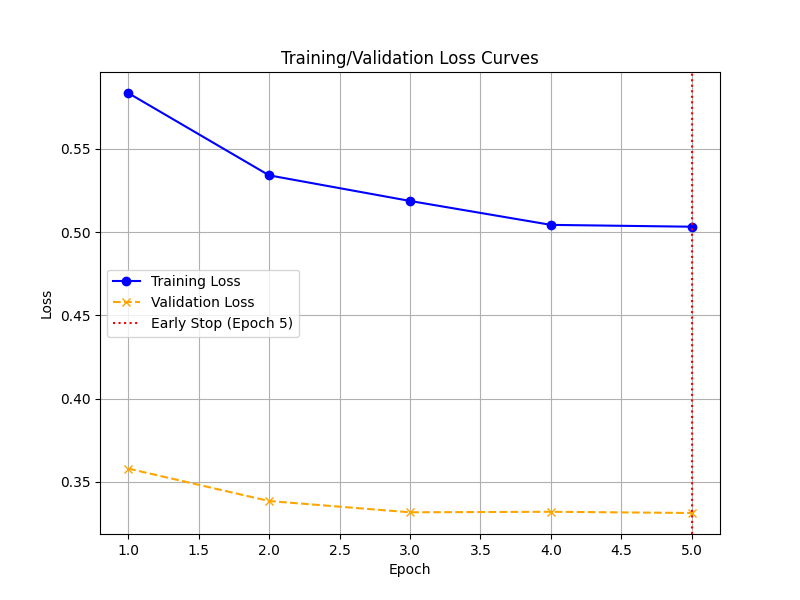 Training/Validation Loss Curves
0.55
0.50
0.45
0.40
0.35
Loss
Training Loss
Validation Loss
Early Stop (Epoch 5)
1.0 1.5 2.0 2.5 3.0 3.5 4.0 4.5 5.0
Epoch